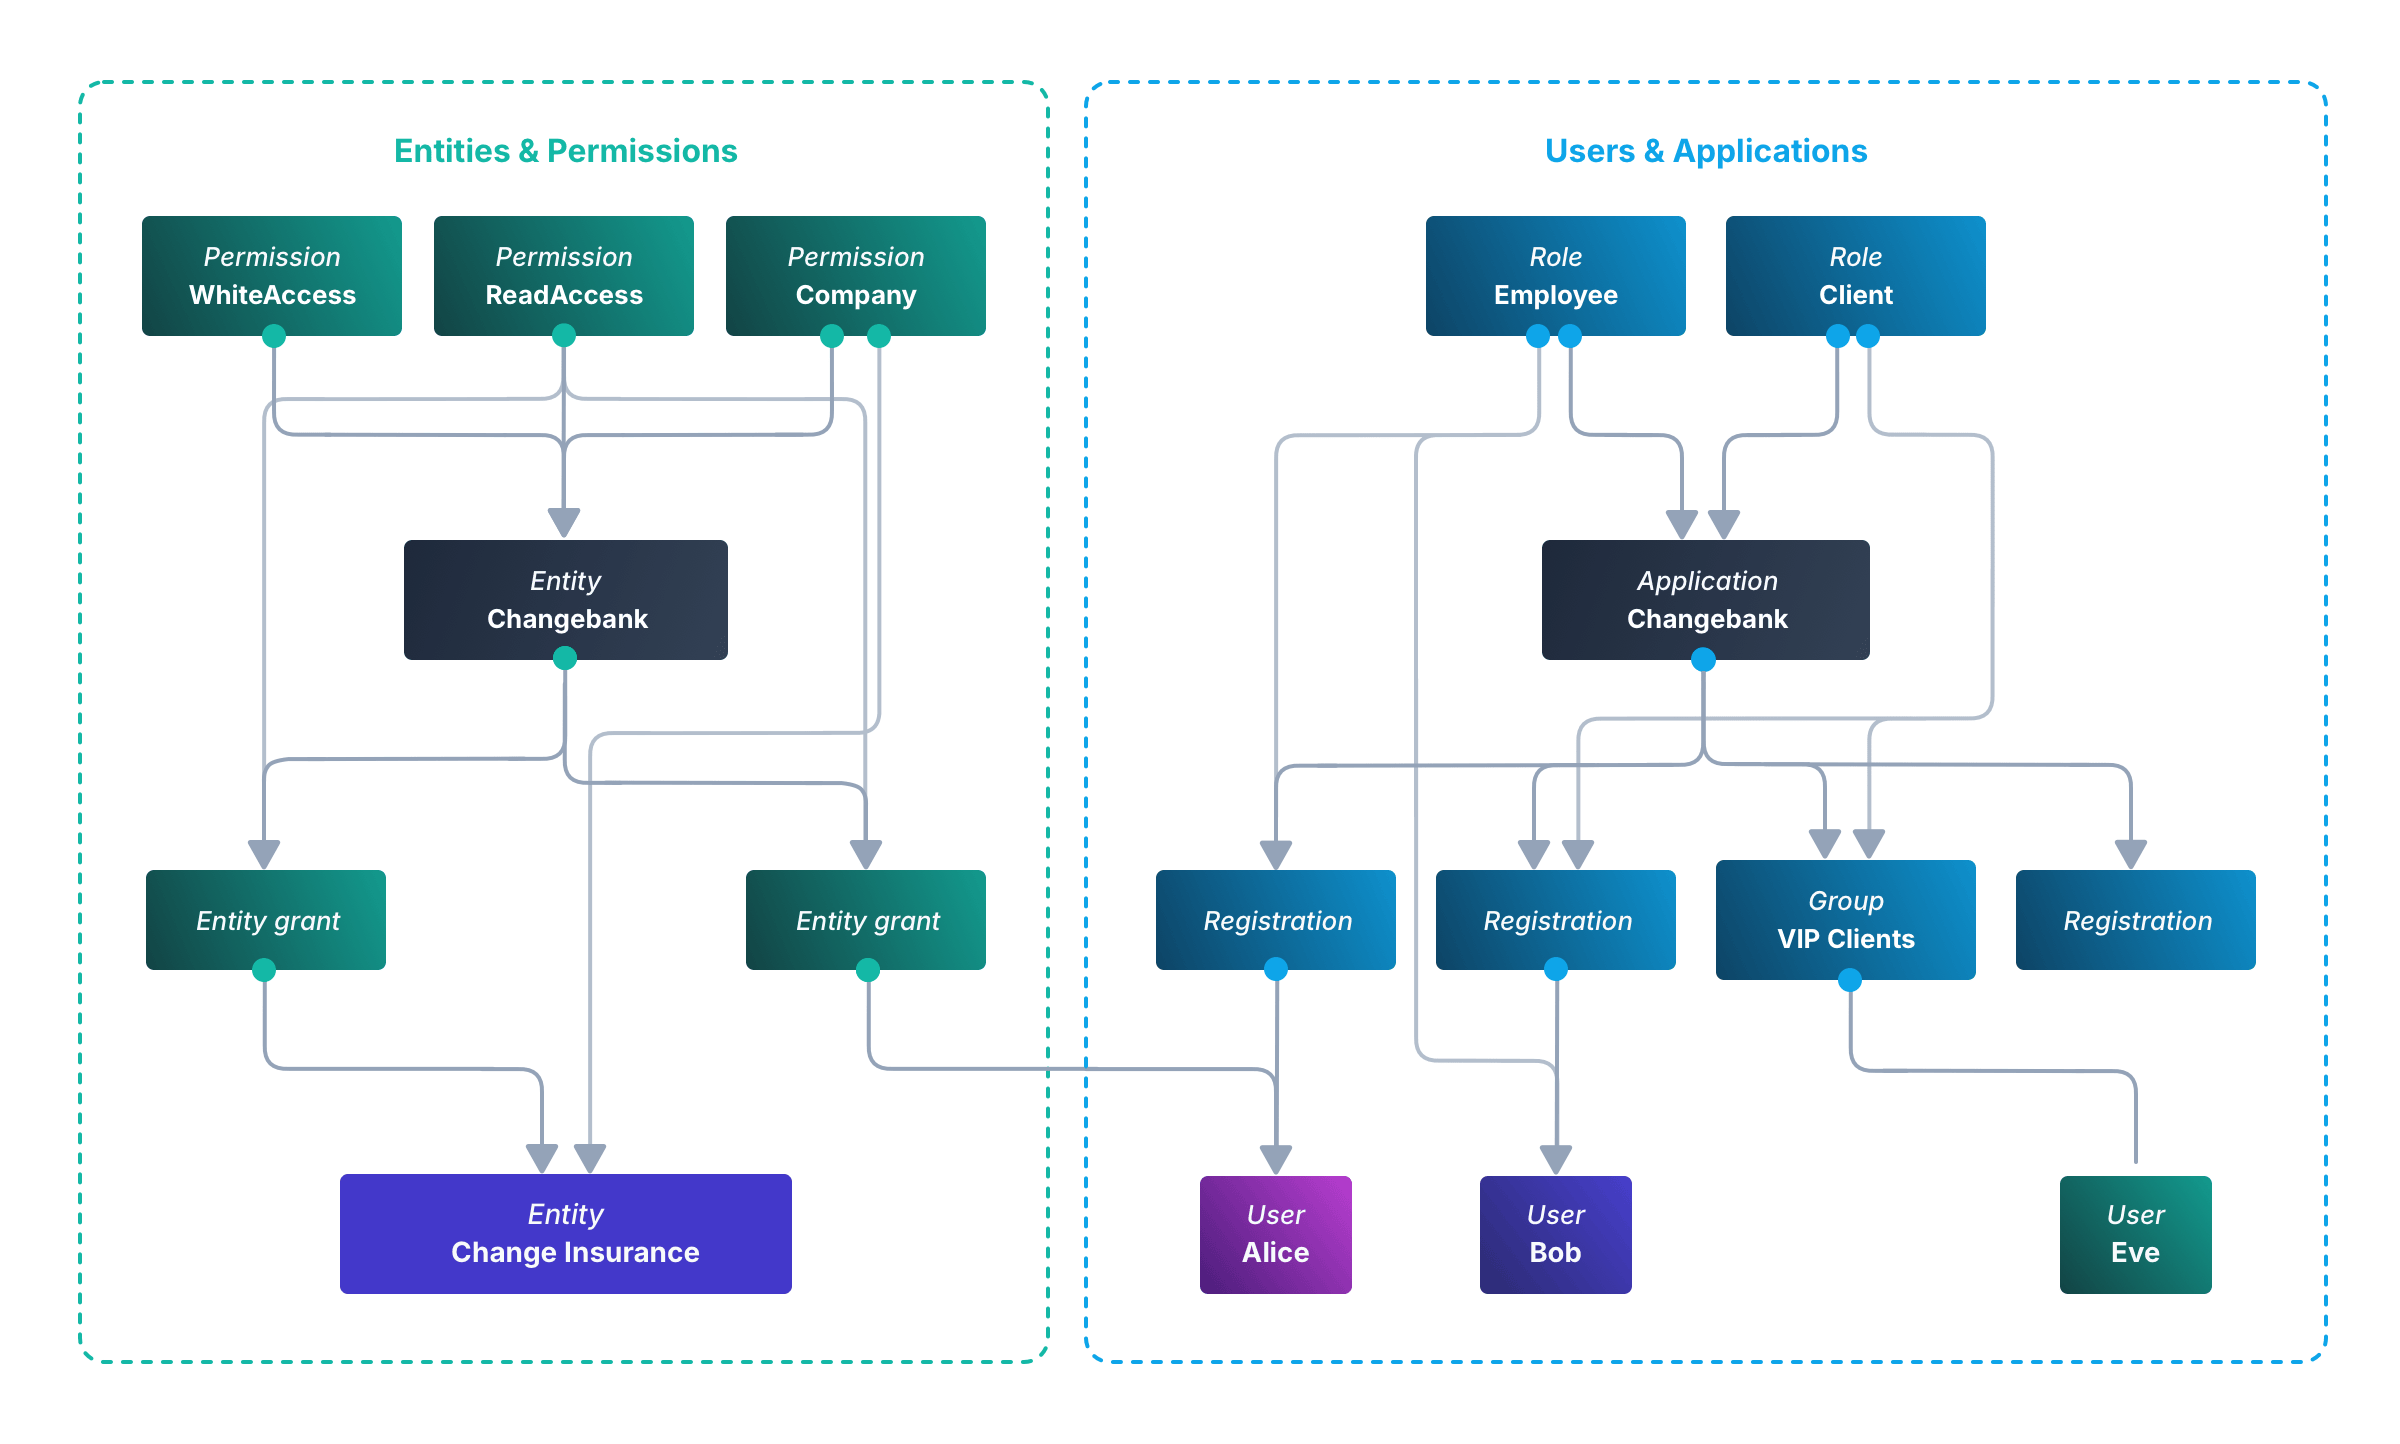 Entities & Permissions
Permission
WhiteAccess
Permission
ReadAccess
Permission
Company
Entity
Changebank
Entity grant
Entity grant
Entity
Change Insurance
Users & Applications
Role
Employee
Role
Client
Application
Changebank
Registration
Registration
Group
VIP Clients
Registration
User
Alice
User
Bob
User
Eve